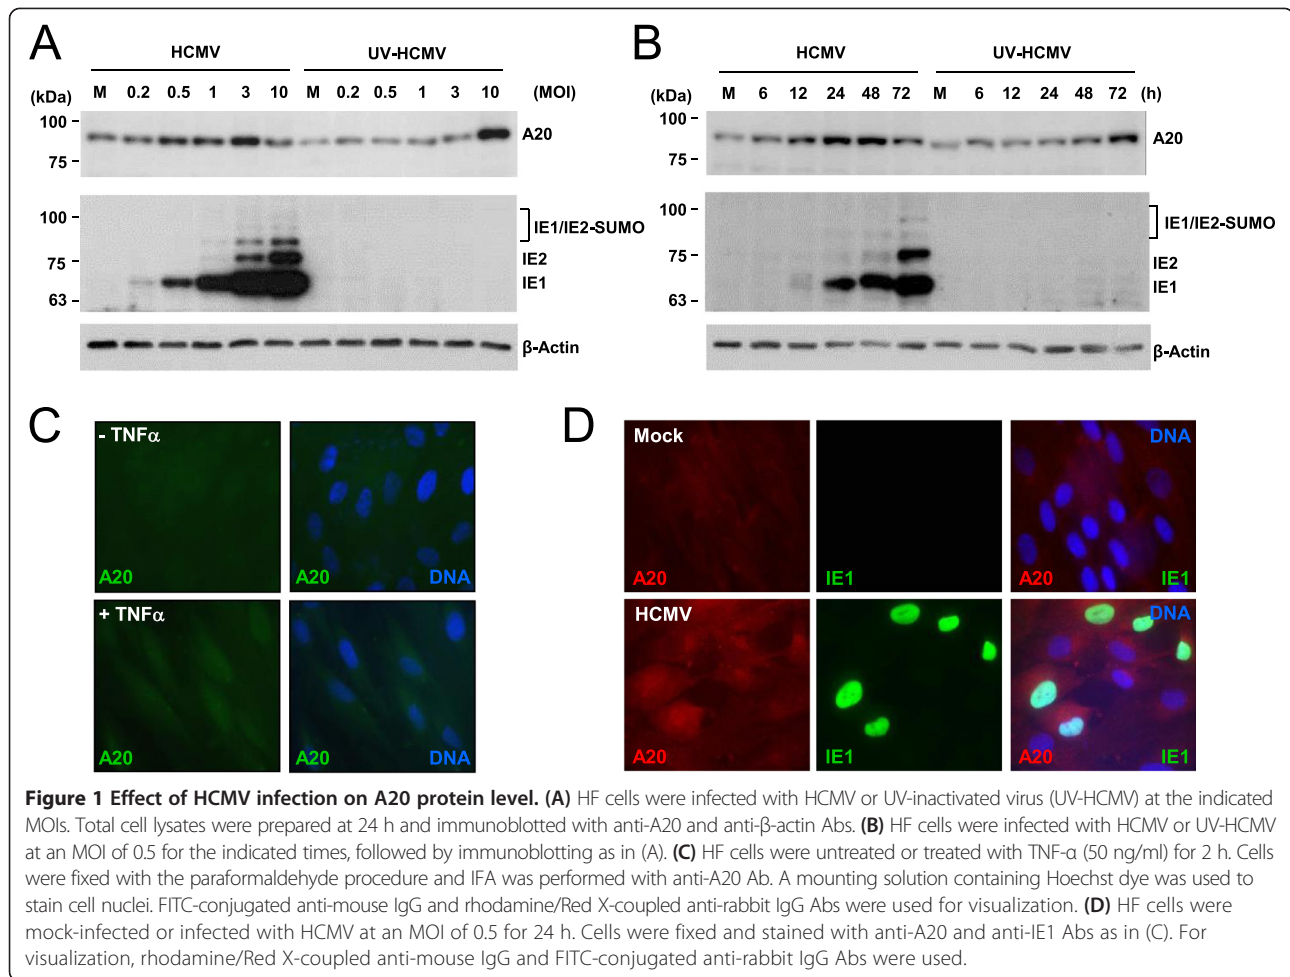 A
HCMV
UV-HCMV
(kDa)
M 0.2 0.5 1 3 10 M 0.2 0.5 1 3 10 (MOI)
100
A20
75
100
IE1/IE2-SUMO
75
IE2
IE1
63
β-Actin
B
HCMV
UV-HCMV
(kDa)
M 6 12 24 48 72 M 6 12 24 48 72 (h)
100
A20
75
100
IE1/IE2-SUMO
75
IE2
IE1
63
β-Actin
C
- TNFα
A20
A20 DNA
+ TNFα
A20
A20 DNA
D
Mock
DNA
A20
IE1
A20 IE1
HCMV
DNA
A20
IE1
A20 IE1
Figure 1 Effect of HCMV infection on A20 protein level. (A) HF cells were infected with HCMV or UV-inactivated virus (UV-HCMV) at the indicated
MOIs. Total cell lysates were prepared at 24 h and immunoblotted with anti-A20 and anti-β-actin Abs. (B) HF cells were infected with HCMV or UV-HCMV
at an MOI of 0.5 for the indicated times, followed by immunoblotting as in (A). (C) HF cells were untreated or treated with TNF-α (50 ng/ml) for 2 h. Cells
were fixed with the paraformaldehyde procedure and IFA was performed with anti-A20 Ab. A mounting solution containing Hoechst dye was used to
stain cell nuclei. FITC-conjugated anti-mouse IgG and rhodamine/Red X-coupled anti-rabbit IgG Abs were used for visualization. (D) HF cells were
mock-infected or infected with HCMV at an MOI of 0.5 for 24 h. Cells were fixed and stained with anti-A20 and anti-IE1 Abs as in (C). For
visualization, rhodamine/Red X-coupled anti-mouse IgG and FITC-conjugated anti-rabbit IgG Abs were used.